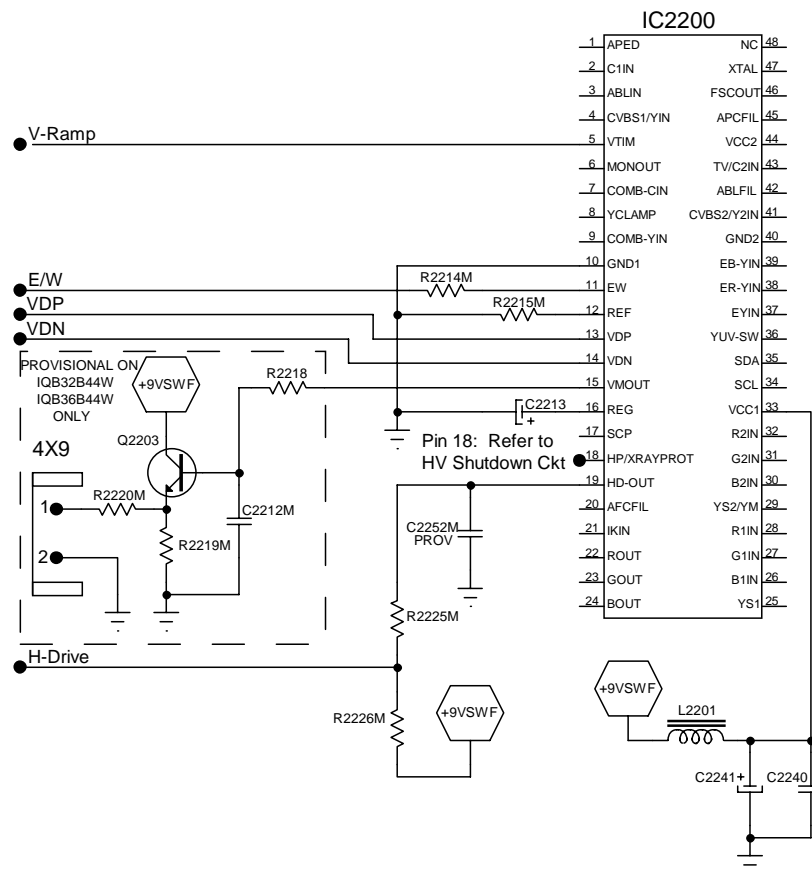 IC2200
1 APED NC 48
2 C1IN XTAL 47
3 ABLIN FSCOUT 46
4 CVBS1/YIN APCFIL 45
V-Ramp
5 VTIM VCC2 44
6 MONOUT TV/C2IN 43
7 COMB-CIN ABLFIL 42
8 YCLAMP CVBS2/Y2IN 41
9 COMB-YIN GND2 40
10 GND1 EB-YIN 39
E/W
R2214M
11 EW ER-YIN 38
VDP
R2215M
12 REF EYIN 37
VDN
13 VDP YUV-SW 36
14 VDN SDA 35
PROVISIONAL ON
IQB32B44W
IQB36B44W
ONLY
+9VSWF
R2218
15 VMOUT SCL 34
C2213
+
16 REG VCC1 33
4X9
Q2203
Pin 18: Refer to
HV Shutdown Ckt
17 SCP R2IN 32
18 HP/XRAYPROT G2IN 31
19 HD-OUT B2IN 30
R2220M
1
C2212M
20 AFCFIL YS2/YM 29
C2252M
PROV
21 IKIN R1IN 28
R2219M
2
22 ROUT G1IN 27
23 GOUT B1IN 26
24 BOUT YS1 25
R2225M
H-Drive
R2226M
+9VSWF
+9VSWF
L2201
C2241 +
C2240